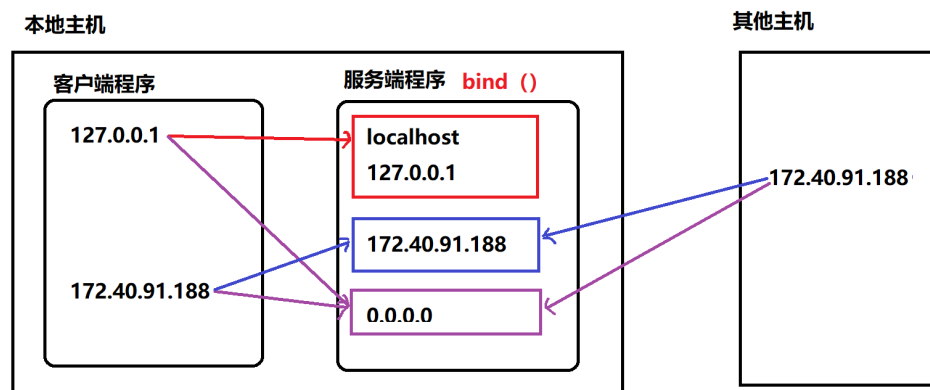 本地主机
其他主机
客户端程序
服务端程序 bind（）
127.0.0.1
localhost
127.0.0.1
172.40.91.188
172.40.91.188
172.40.91.188
0.0.0.0